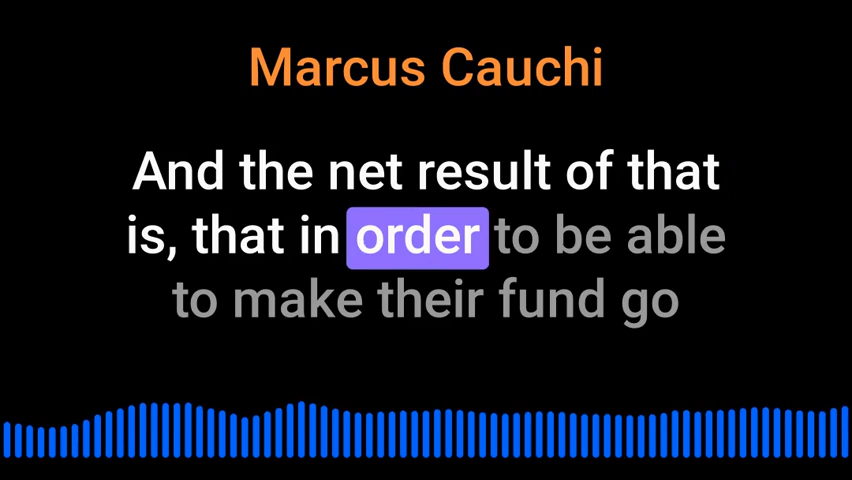 Marcus Cauchi
And the net result of that
is, that in order to be able
to make their fund go